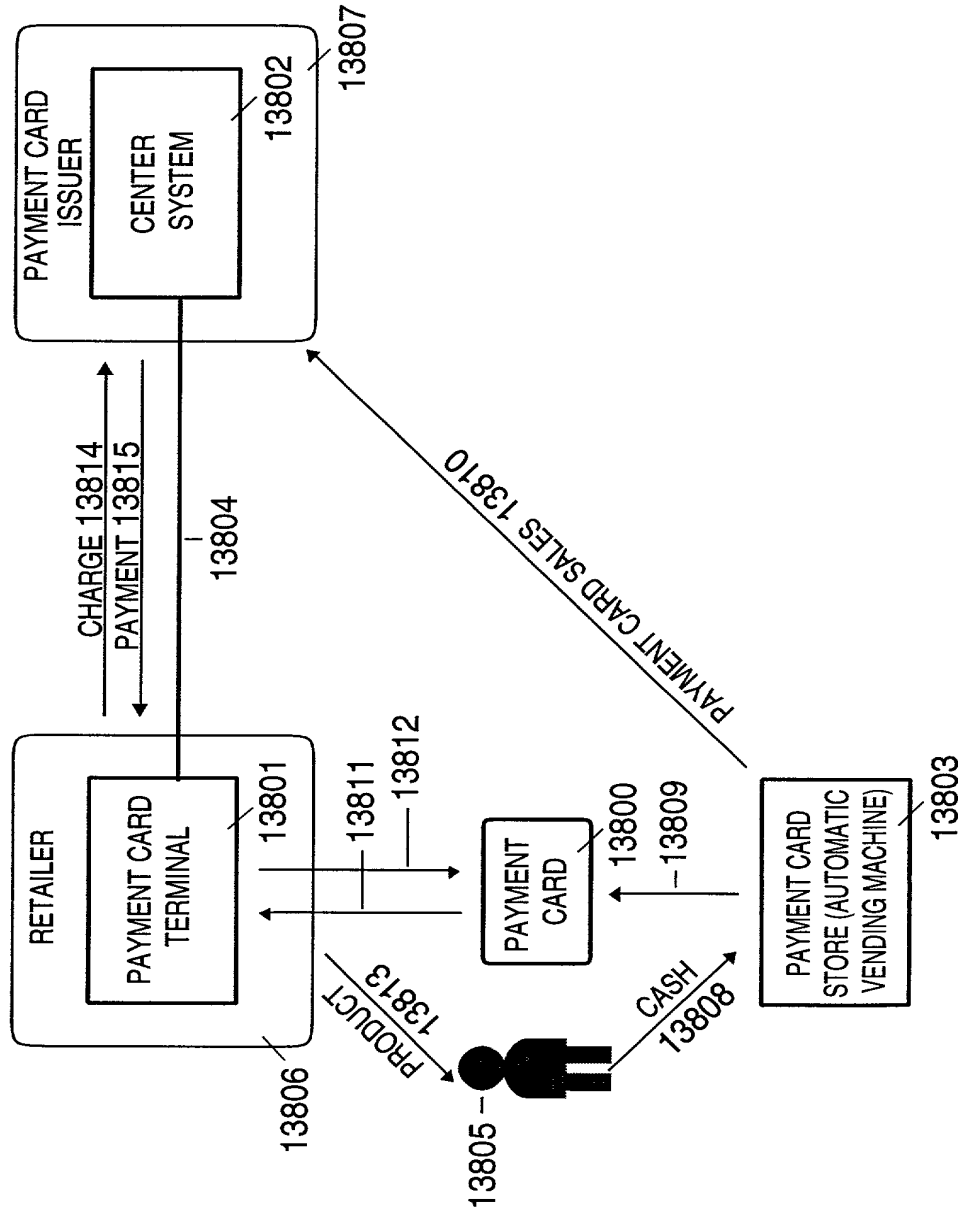 RETAILER
PAYMENT CARD
TERMINAL
13801
13806
CHARGE 13814
PAYMENT 13815
13804
PAYMENT CARD
ISSUER
CENTER
SYSTEM
13802
13807
13811
13812
PRODUCT
13813
13805
PAYMENT
CARD
13800
13809
CASH
13808
PAYMENT CARD
STORE (AUTOMATIC
VENDING MACHINE)
13803
PAYMENT CARD SALES 13810